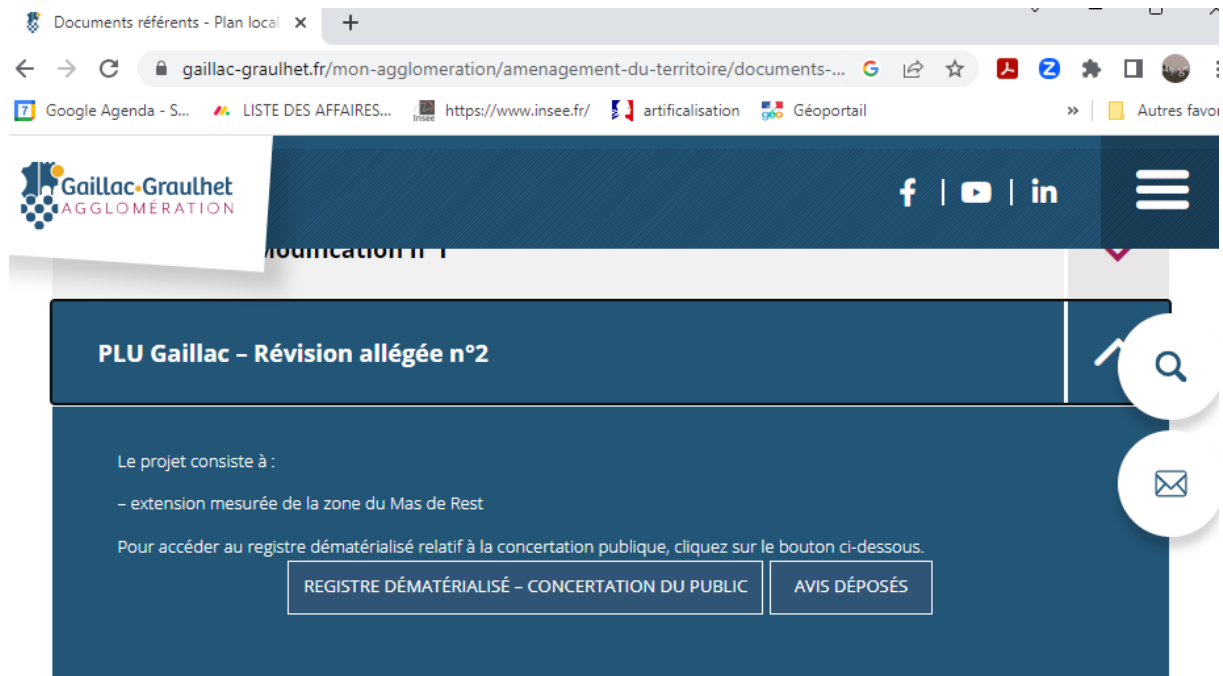 Documents référents - Plan local
gaillac-graulhet.fr/mon-agglomeration/amenagement-du-territoire/documents-...
Google Agenda - S... LISTE DES AFFAIRES... https://www.insee.fr/ artificalisation Géoportail » Autres favor
Gaillac-Graulhet
AGGLOMÉRATION
f | | in
Modification n°1
PLU Gaillac – Révision allégée n°2
Le projet consiste à :
– extension mesurée de la zone du Mas de Rest
Pour accéder au registre dématérialisé relatif à la concertation publique, cliquez sur le bouton ci-dessous.
REGISTRE DÉMATÉRIALISÉ – CONCERTATION DU PUBLIC AVIS DÉPOSÉS